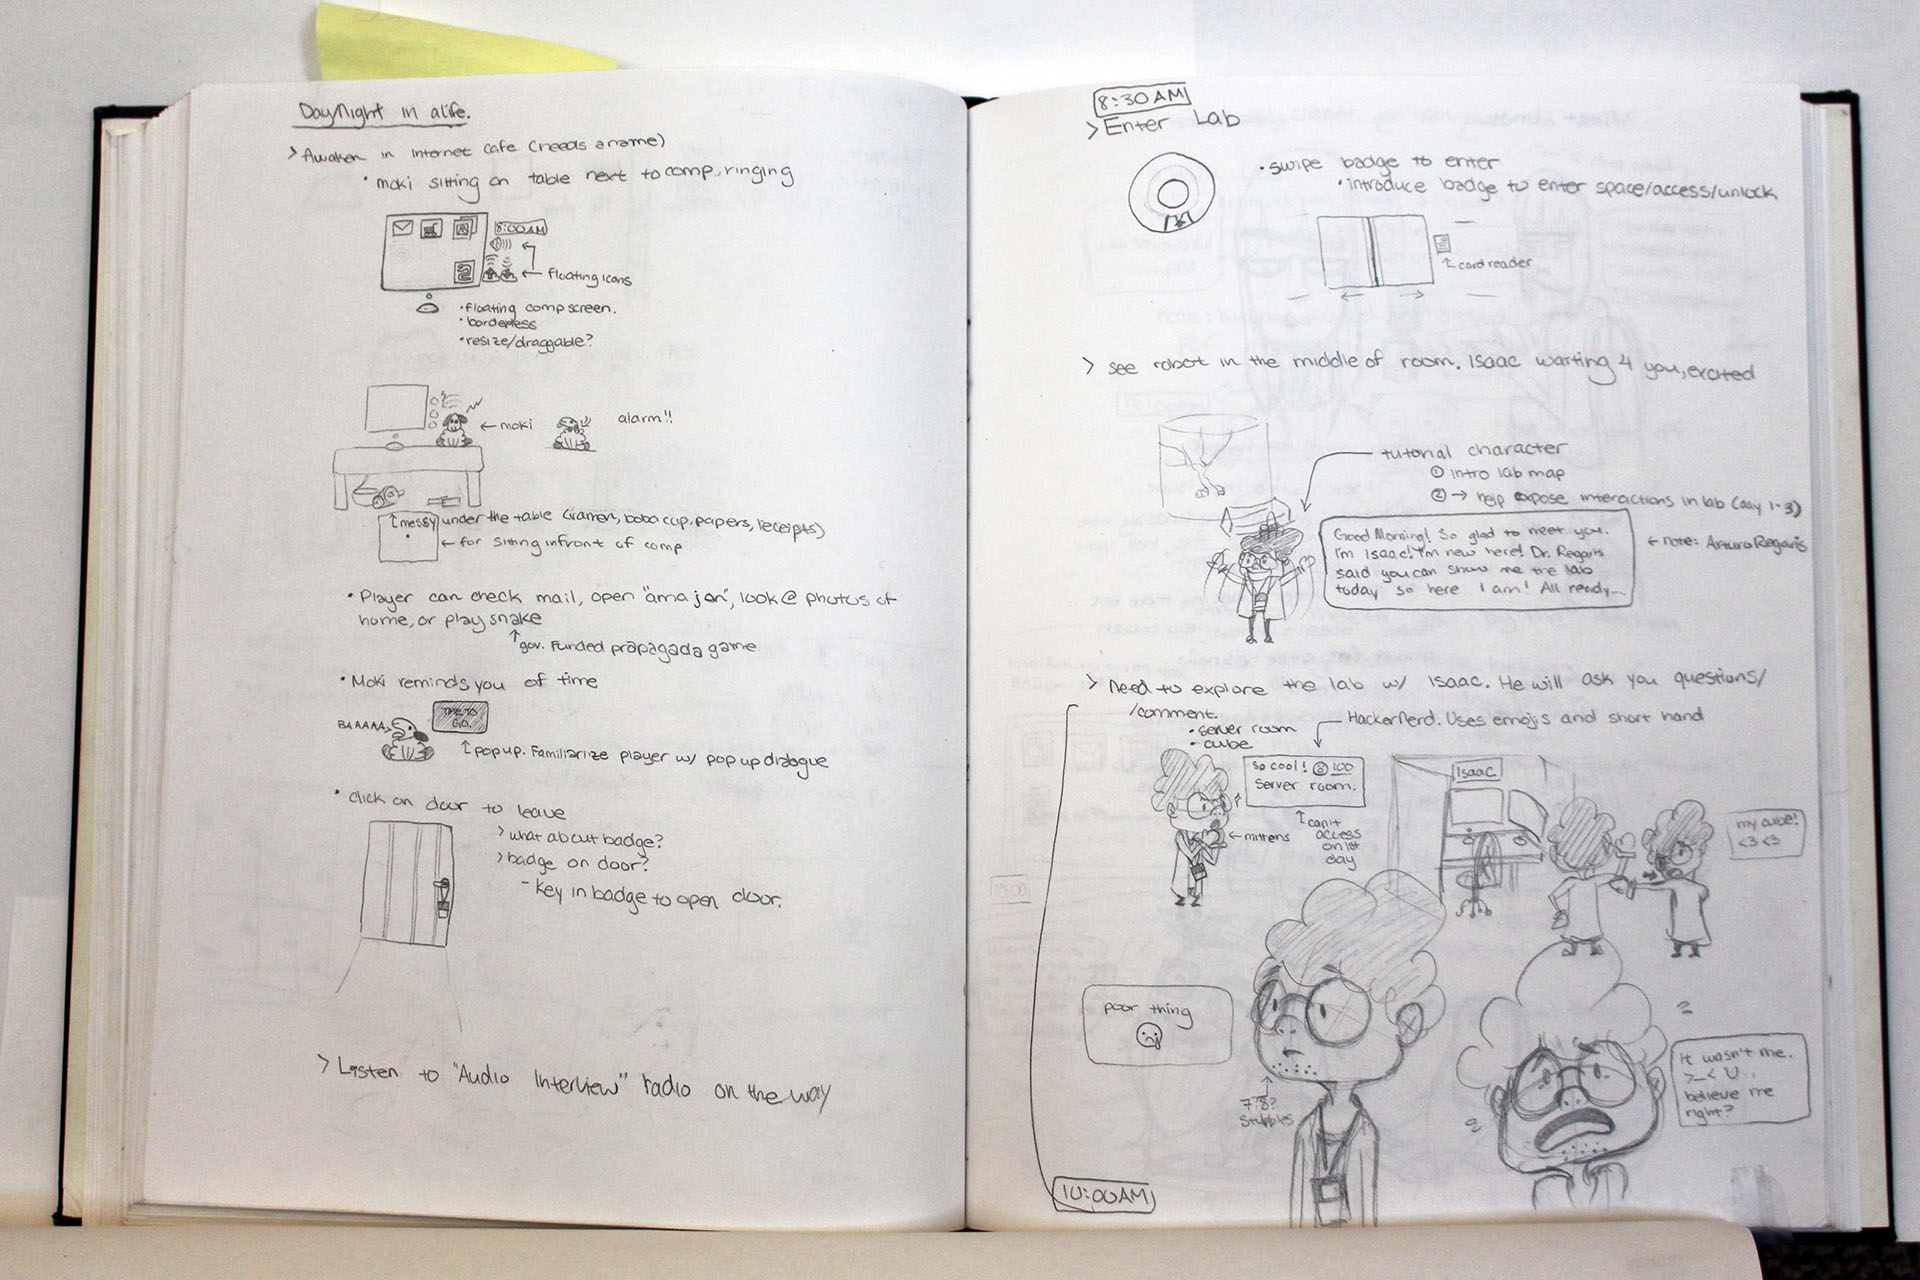 Day/Night in a life.
> Awaken in internet cafe (needs a name)
• moki sitting on table next to comp., ringing
8:00AM
← floating icons
• floating comp screen.
• borderless
• resize/draggable?
← moki
alarm!!
↑ messy under the table (ramen, boba cup, papers, receipts)
← for sitting infront of comp
• Player can check mail, open "amajon", look @ photos of
home, or play snake
↑ gov. funded propagada game
• Moki reminds you of time
BAAAAA
TIME TO
GO.
↑ pop up. Familiarize player w/ pop up dialogue
• click on door to leave
> what about badge?
> badge on door?
- key in badge to open door.
> Listen to "Audio Interview" radio on the way
8:30AM
> Enter Lab
• swipe badge to enter
• introduce badge to enter space/access/unlock
↑ card reader
> see robot in the middle of room. Isaac waiting 4 you, excited
tutorial character
① intro lab map
② → help expose interactions in lab (day 1-3)
Good Morning! So glad to meet you.
I'm Isaac! I'm new here! Dr. Regaris
said you can show me the lab
today so here I am! All ready....
← note: Arturo Regaris
> Need to explore the lab w/ Isaac. He will ask you questions/
/comment.
• server room
• cube
Hackernerd. Uses emojis and short hand
so cool! 100
server room.
← mittens
↑ can't
access
on 1st
day
Isaac
my cube!
<3 <3
poor thing
7:8?
stubbles
It wasn't me.
>_< U..
believe me
right?
10:00AM